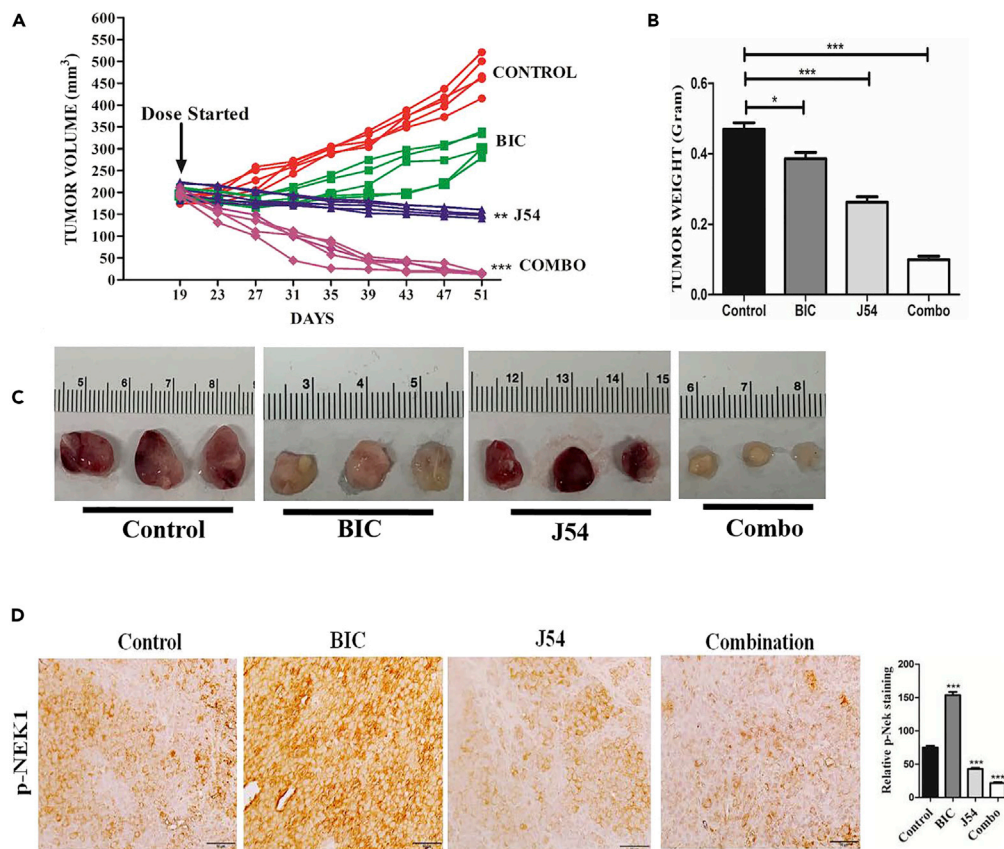 A
TUMOR VOLUME (mm³)
600
550
500
450
400
350
300
250
200
150
100
50
0
Dose Started
CONTROL
BIC
** J54
*** COMBO
19 23 27 31 35 39 43 47 51
DAYS
B
TUMOR WEIGHT (Gram)
0.6
0.4
0.2
0.0
***
***
*
Control BIC J54 Combo
C
5 6 7 8
3 4 5
12 13 14 15
6 7 8
Control BIC J54 Combo
D
Control BIC J54 Combination
p-NEK1
Relative p-Nek staining
200
150
100
50
0
***
***
***
Control BIC J54 Combo